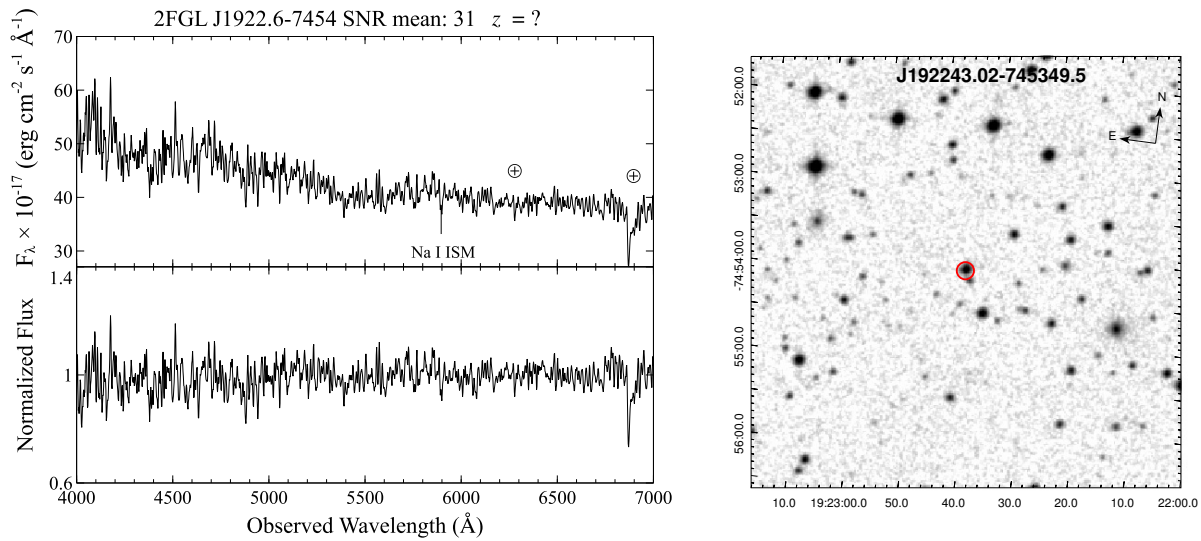 2FGL J1922.6-7454 SNR mean: 31 z = ?
F_λ × 10^-17 (erg cm^-2 s^-1 Å^-1)
70
60
50
40
30
⊕
⊕
Na I ISM
Normalized Flux
1.4
1
0.6
4000 4500 5000 5500 6000 6500 7000
Observed Wavelength (Å)
J192243.02-745349.5
N
E
52:00.0
53:00.0
-74:54:00.0
55:00.0
56:00.0
10.0 19:23:00.0 50.0 40.0 30.0 20.0 10.0 22:00.0